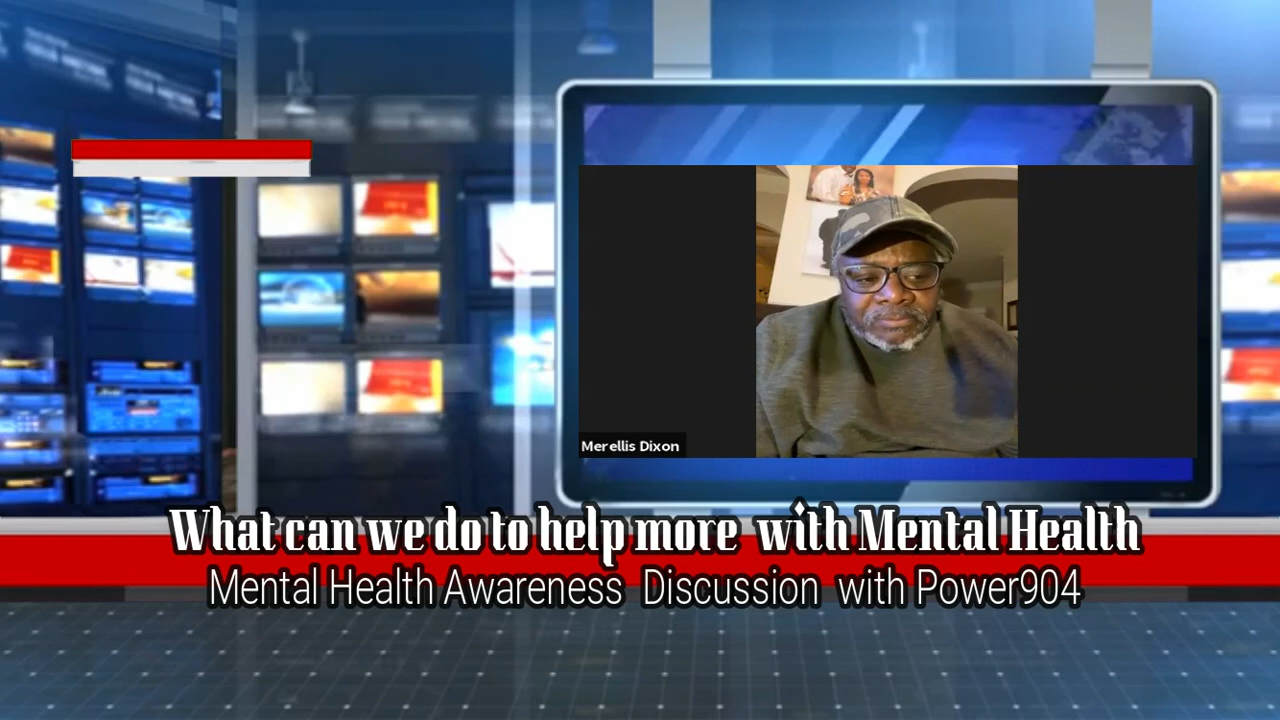 Merellis Dixon
What can we do to help more with Mental Health
Mental Health Awareness Discussion with Power904